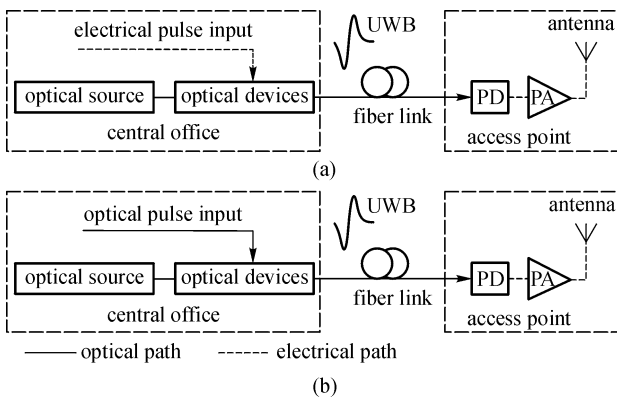 electrical pulse input
UWB
antenna
optical source
optical devices
PD
PA
central office
fiber link
access point
(a)
optical pulse input
UWB
antenna
optical source
optical devices
PD
PA
central office
fiber link
access point
optical path
electrical path
(b)